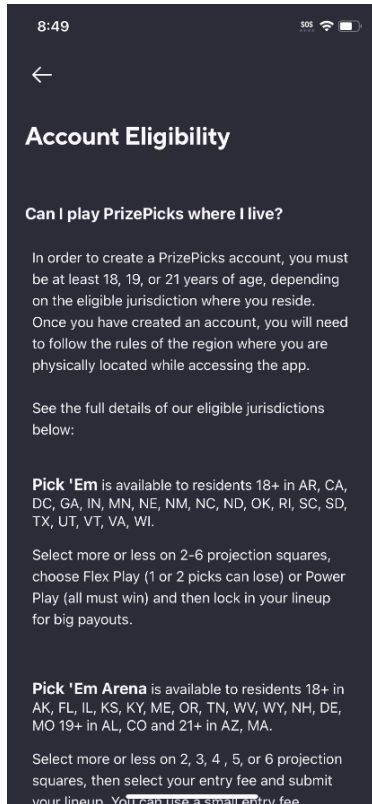 8:49
SOS
Account Eligibility
Can I play PrizePicks where I live?
In order to create a PrizePicks account, you must
be at least 18, 19, or 21 years of age, depending
on the eligible jurisdiction where you reside.
Once you have created an account, you will need
to follow the rules of the region where you are
physically located while accessing the app.
See the full details of our eligible jurisdictions
below:
Pick 'Em is available to residents 18+ in AR, CA,
DC, GA, IN, MN, NE, NM, NC, ND, OK, RI, SC, SD,
TX, UT, VT, VA, WI.
Select more or less on 2-6 projection squares,
choose Flex Play (1 or 2 picks can lose) or Power
Play (all must win) and then lock in your lineup
for big payouts.
Pick 'Em Arena is available to residents 18+ in
AK, FL, IL, KS, KY, ME, OR, TN, WV, WY, NH, DE,
MO 19+ in AL, CO and 21+ in AZ, MA.
Select more or less on 2, 3, 4 , 5, or 6 projection
squares, then select your entry fee and submit
your lineup. You can use a small entry fee